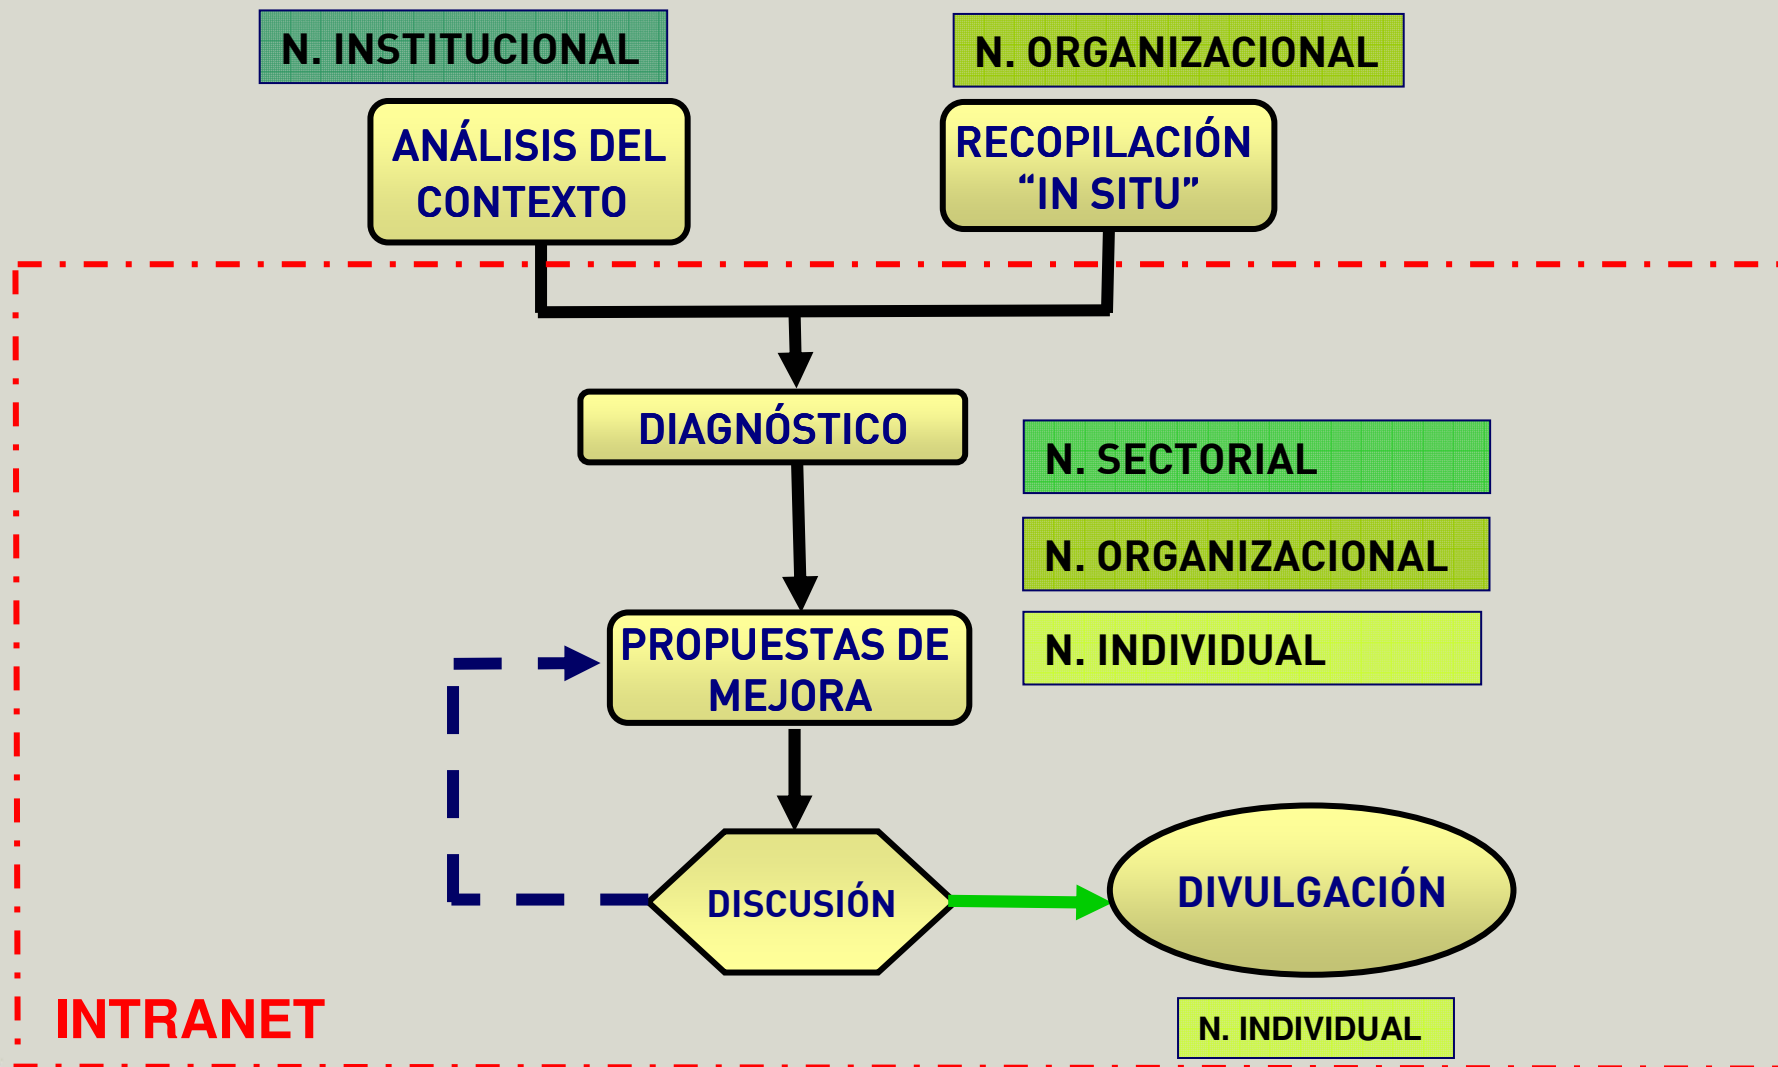 N. INSTITUCIONAL
N. ORGANIZACIONAL
ANÁLISIS DEL
CONTEXTO
RECOPILACIÓN
“IN SITU”
DIAGNÓSTICO
N. SECTORIAL
N. ORGANIZACIONAL
N. INDIVIDUAL
PROPUESTAS DE
MEJORA
DISCUSIÓN
DIVULGACIÓN
INTRANET
N. INDIVIDUAL